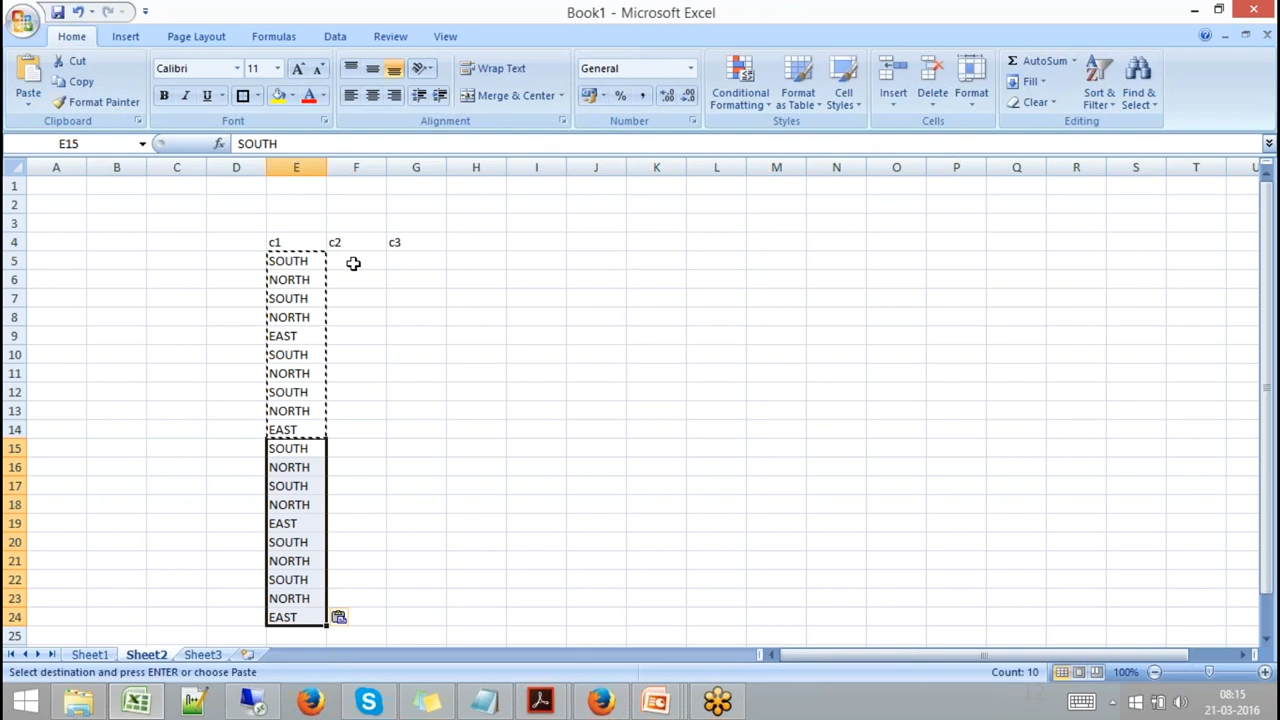 Book1 - Microsoft Excel
Home Insert Page Layout Formulas Data Review View
Paste
Cut
Copy
Format Painter
Clipboard
Calibri 11
B I U
Font
Wrap Text
Merge & Center
Alignment
General
%
Number
Conditional Formatting
Format as Table
Cell Styles
Styles
Insert Delete Format
Cells
Σ AutoSum
Fill
Clear
Sort & Filter
Find & Select
Editing
E15 fx SOUTH
A B C D E F G H I J K L M N O P Q R S T U
1
2
3
4 c1 c2 c3
5 SOUTH
6 NORTH
7 SOUTH
8 NORTH
9 EAST
10 SOUTH
11 NORTH
12 SOUTH
13 NORTH
14 EAST
15 SOUTH
16 NORTH
17 SOUTH
18 NORTH
19 EAST
20 SOUTH
21 NORTH
22 SOUTH
23 NORTH
24 EAST
25
Sheet1 Sheet2 Sheet3
Select destination and press ENTER or choose Paste Count: 10 100%
08:15
21-03-2016